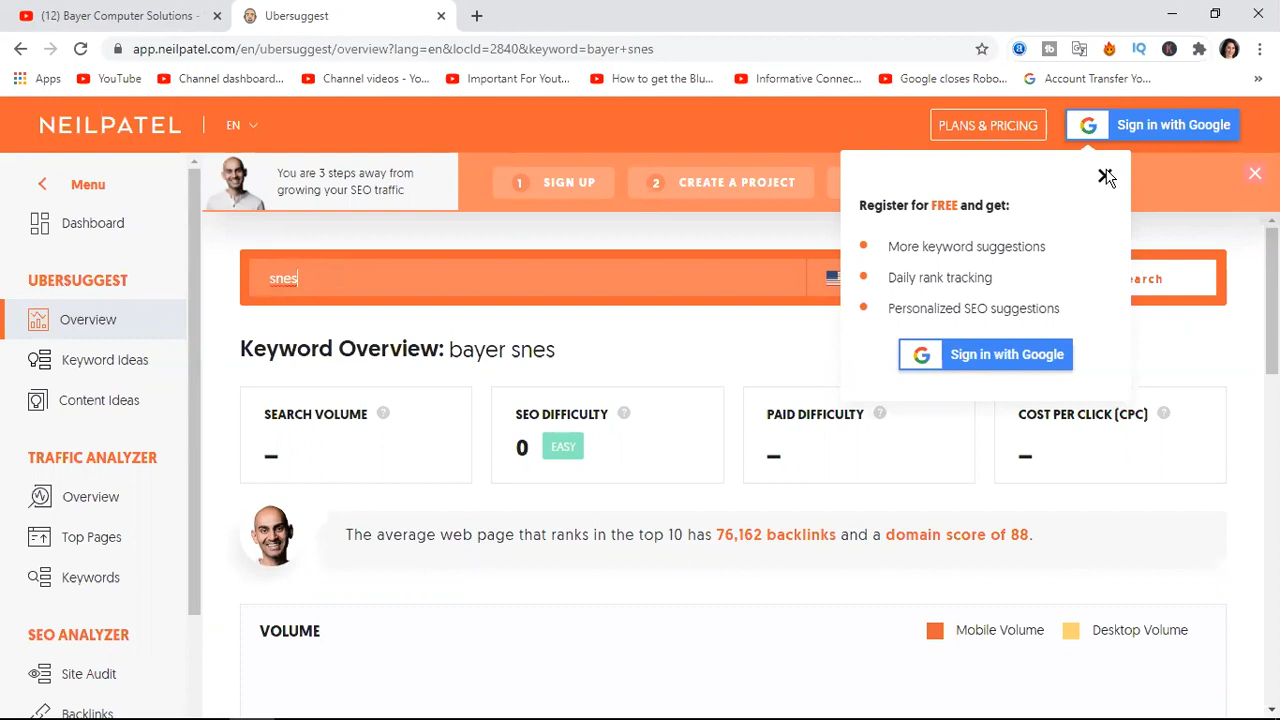 (12) Bayer Computer Solutions -
Ubersuggest
app.neilpatel.com/en/ubersuggest/overview?lang=en&locId=2840&keyword=bayer+snes
Apps YouTube Channel dashboard... Channel videos - Yo... Important For Yout... How to get the Blu... Informative Connec... Google closes Robo... Account Transfer Yo... »
NEILPATEL EN PLANS & PRICING Sign in with Google
Menu
You are 3 steps away from
growing your SEO traffic
1 SIGN UP 2 CREATE A PROJECT
Register for FREE and get:
More keyword suggestions
Daily rank tracking
Personalized SEO suggestions
Sign in with Google
Dashboard
UBERSUGGEST
Overview
Keyword Ideas
Content Ideas
TRAFFIC ANALYZER
Overview
Top Pages
Keywords
SEO ANALYZER
Site Audit
Backlinks
snes
Keyword Overview: bayer snes
SEARCH VOLUME ?
–
SEO DIFFICULTY ?
0 EASY
PAID DIFFICULTY ?
–
COST PER CLICK (CPC) ?
–
The average web page that ranks in the top 10 has 76,162 backlinks and a domain score of 88.
VOLUME Mobile Volume Desktop Volume